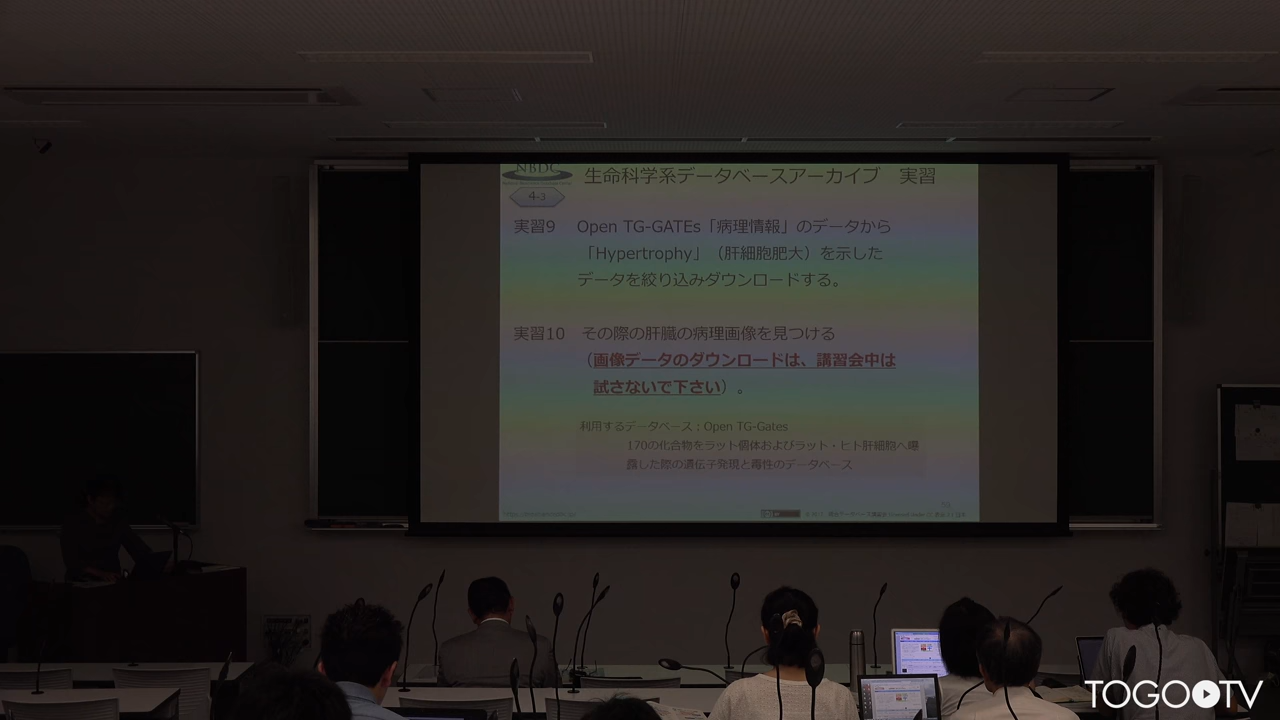 NBDC
生命科学系データベースアーカイブ 実習
4-3
実習9 Open TG-GATEs「病理情報」のデータから
「Hypertrophy」（肝細胞肥大）を示した
データを絞り込みダウンロードする。
実習10 その際の肝臓の病理画像を見つける
（画像データのダウンロードは、講習会中は
試さないで下さい）。
利用するデータベース：Open TG-Gates
170の化合物をラット個体およびラット・ヒト肝細胞へ曝
露した際の遺伝子発現と毒性のデータベース
TOGO TV